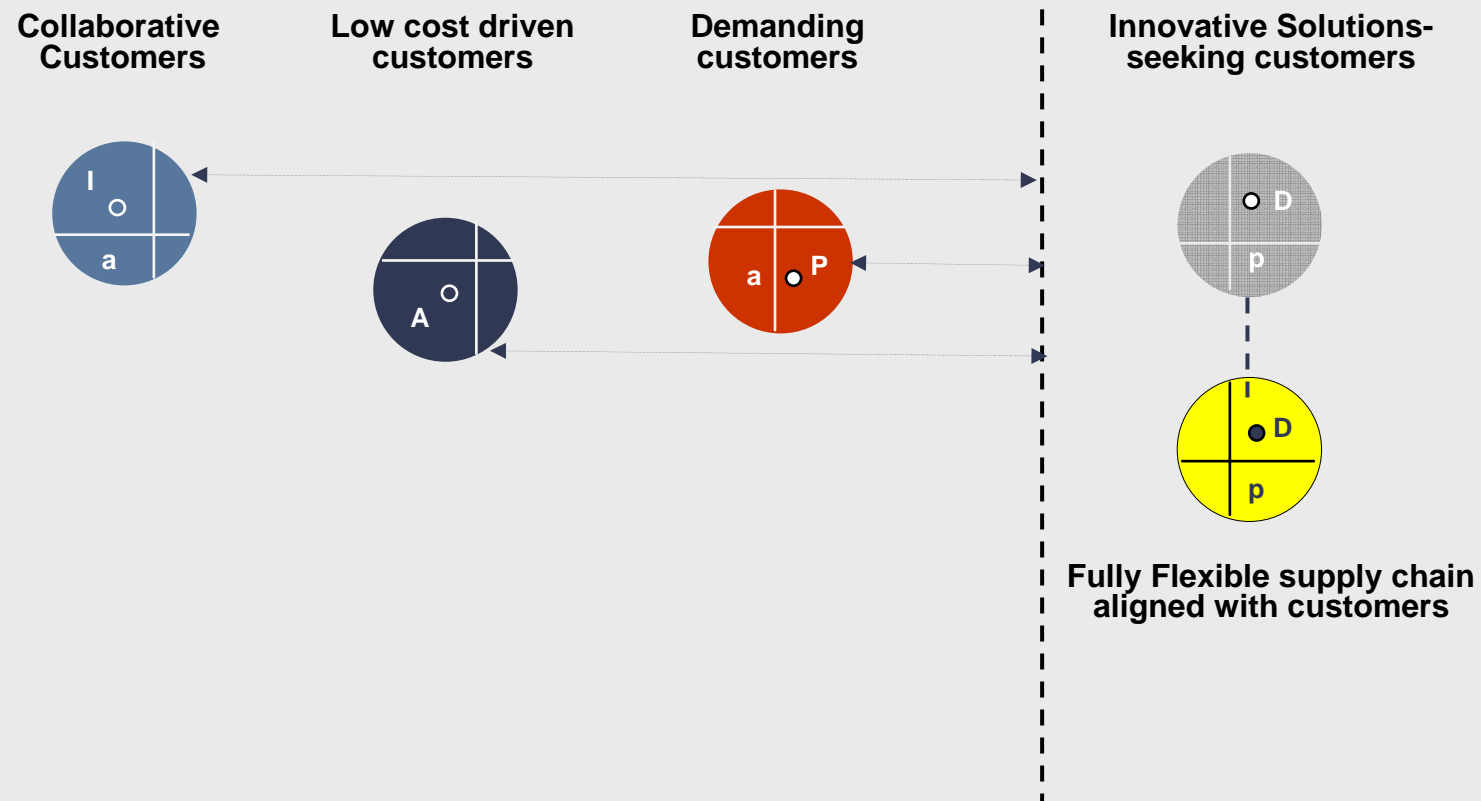 Collaborative
Customers
Low cost driven
customers
Demanding
customers
Innovative Solutions-
seeking customers
I
a
A
a
P
D
p
D
p
Fully Flexible supply chain
aligned with customers